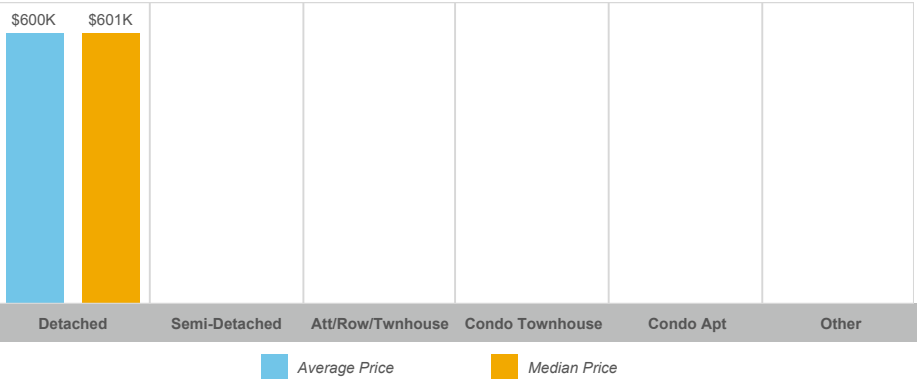 $600K $601K
Detached Semi-Detached Att/Row/Twnhouse Condo Townhouse Condo Apt Other
Average Price Median Price